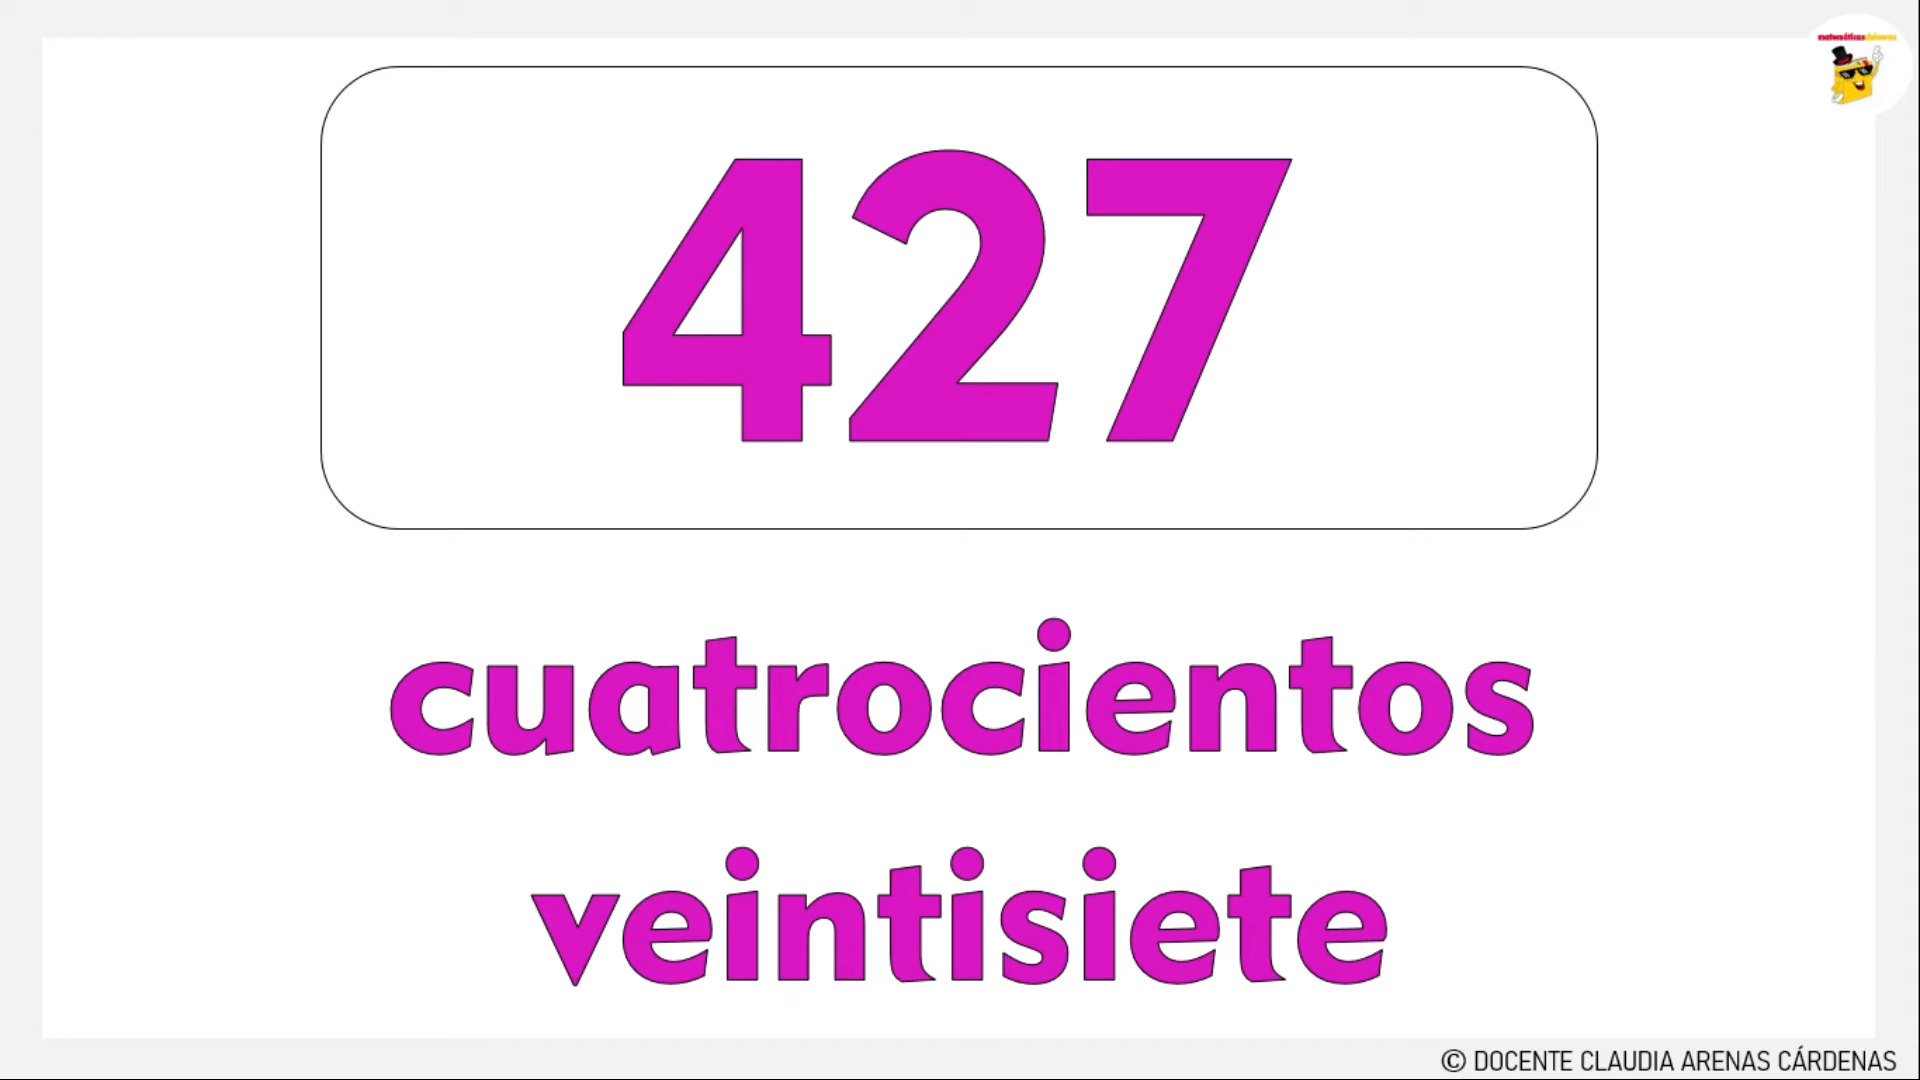 427
cuatrocientos
veintisiete
© DOCENTE CLAUDIA ARENAS CÁRDENAS